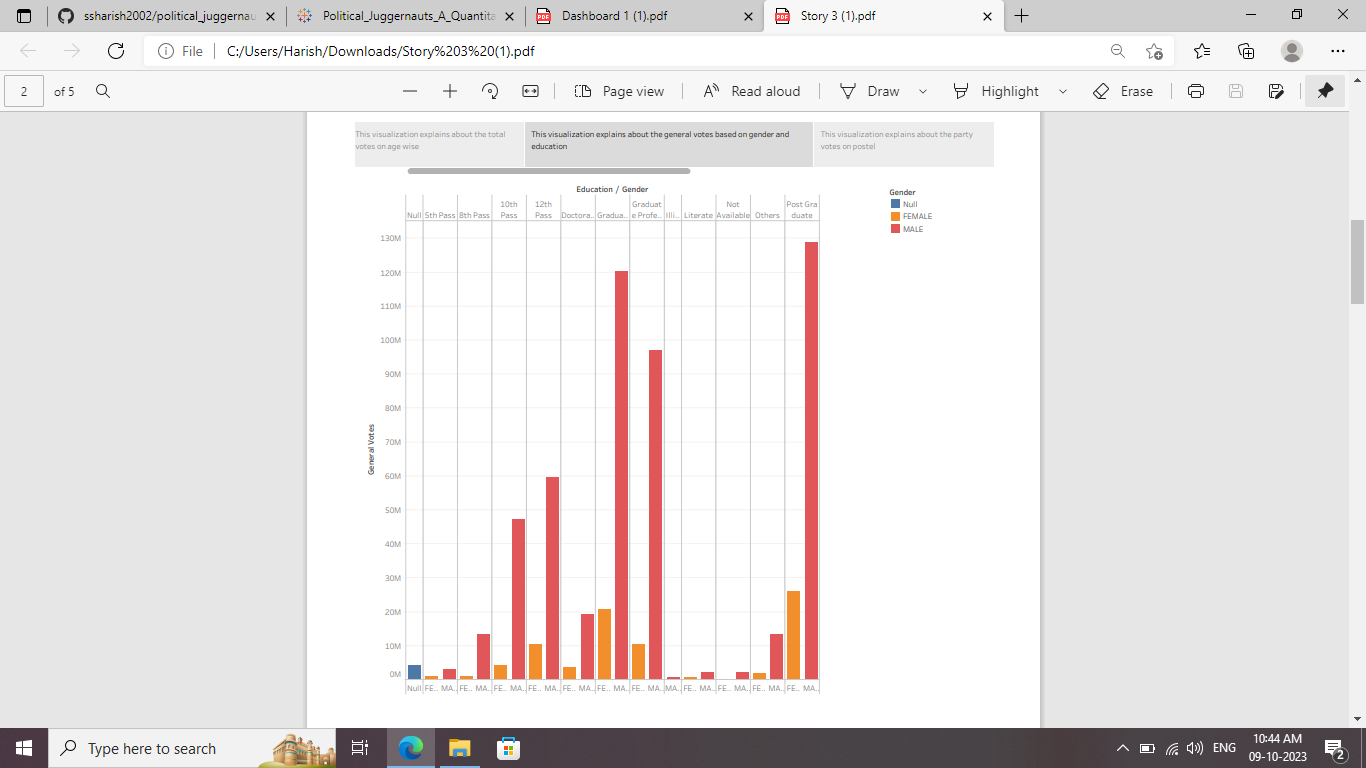 ssharish2002/political_juggernau
Political_Juggernauts_A_Quantita
Dashboard 1 (1).pdf
Story 3 (1).pdf
File
C:/Users/Harish/Downloads/Story%203%20(1).pdf
2 of 5
Page view
Read aloud
Draw
Highlight
Erase
This visualization explains about the total
votes on age wise
This visualization explains about the general votes based on gender and
education
This visualization explains about the party
votes on postel
Education / Gender
Null
5th Pass
8th Pass
10th
Pass
12th
Pass
Doctora..
Gradua..
Graduat
e Profe..
Illi..
Literate
Not
Available
Others
Post Gra
duate
Gender
Null
FEMALE
MALE
General Votes
130M
120M
110M
100M
90M
80M
70M
60M
50M
40M
30M
20M
10M
0M
Null FE.. MA.. FE.. MA.. FE.. MA.. FE.. MA.. FE.. MA.. FE.. MA.. FE.. MA.. MA.. FE.. MA.. FE.. MA.. FE.. MA.. FE.. MA..
Type here to search
ENG
10:44 AM
09-10-2023
2